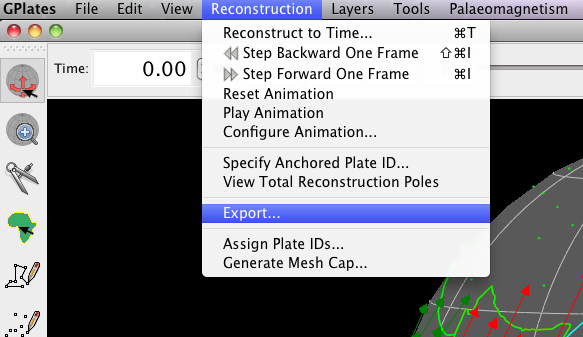 GPlates File Edit View Reconstruction Layers Tools Palaeomagnetism
Time: 0.00
Reconstruct to Time... ⌘T
Step Backward One Frame ⇧⌘I
Step Forward One Frame ⌘I
Reset Animation
Play Animation
Configure Animation...
Specify Anchored Plate ID...
View Total Reconstruction Poles
Export...
Assign Plate IDs...
Generate Mesh Cap...